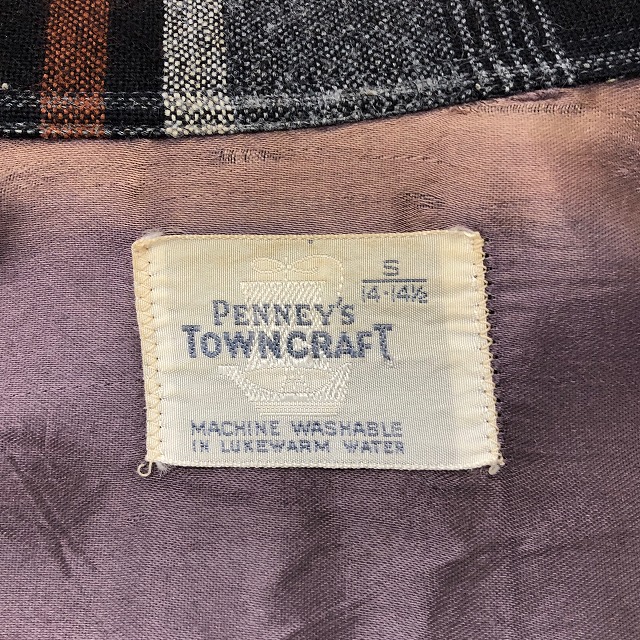 S
14-14½
PENNEY'S
TOWNCRAFT
MACHINE WASHABLE
IN LUKEWARM WATER